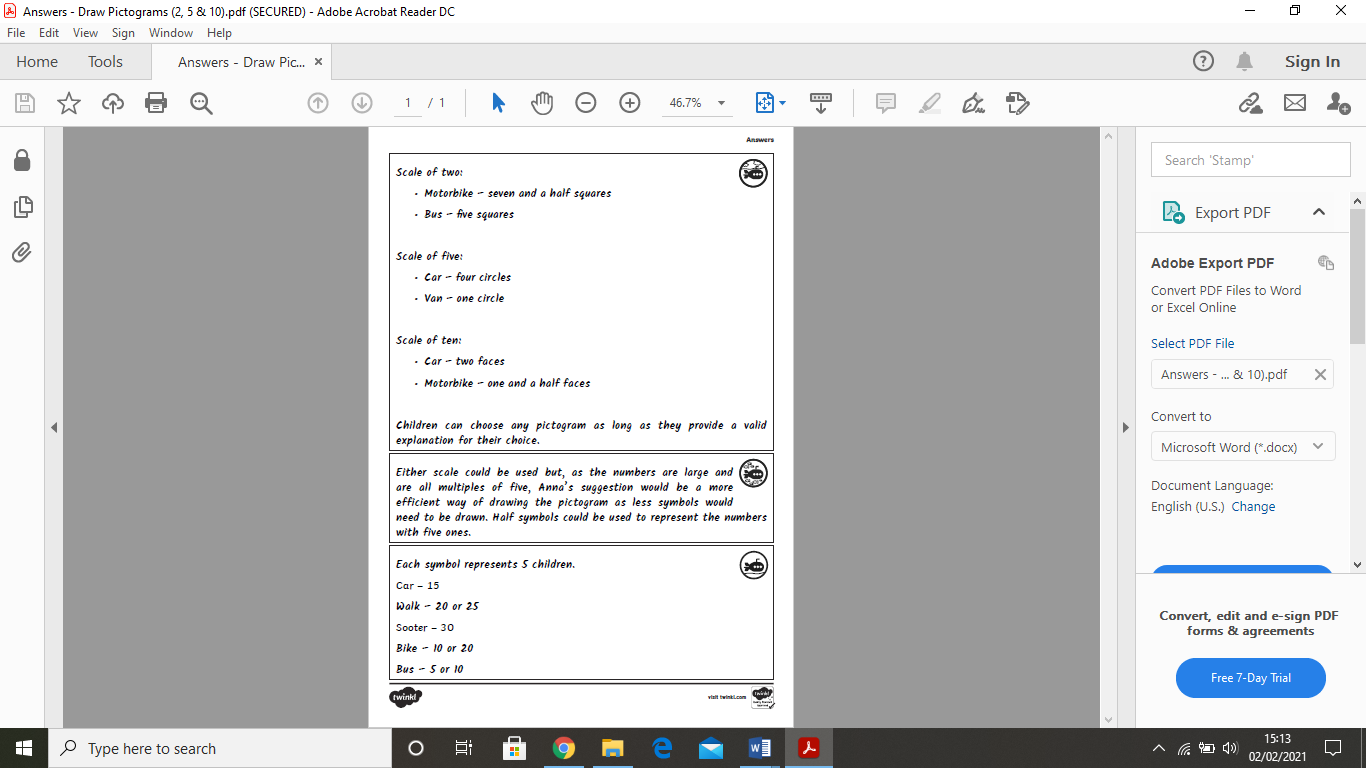 Answers - Draw Pictograms (2, 5 & 10).pdf (SECURED) - Adobe Acrobat Reader DC
File Edit View Sign Window Help
Home Tools Answers - Draw Pic... × Sign In
1 / 1 46.7%
Answers
Scale of two:
• Motorbike – seven and a half squares
• Bus – five squares
Scale of five:
• Car – four circles
• Van – one circle
Scale of ten:
• Car – two faces
• Motorbike – one and a half faces
Children can choose any pictogram as long as they provide a valid
explanation for their choice.
Either scale could be used but, as the numbers are large and
are all multiples of five, Anna's suggestion would be a more
efficient way of drawing the pictogram as less symbols would
need to be drawn. Half symbols could be used to represent the numbers
with five ones.
Each symbol represents 5 children.
Car – 15
Walk – 20 or 25
Sooter – 30
Bike – 10 or 20
Bus – 5 or 10
twinkl
visit twinkl.com
twinkl
Search 'Stamp'
Export PDF
Adobe Export PDF
Convert PDF Files to Word
or Excel Online
Select PDF File
Answers - ... & 10).pdf
Convert to
Microsoft Word (*.docx)
Document Language:
English (U.S.) Change
Convert, edit and e-sign PDF
forms & agreements
Free 7-Day Trial
Type here to search
15:13
02/02/2021